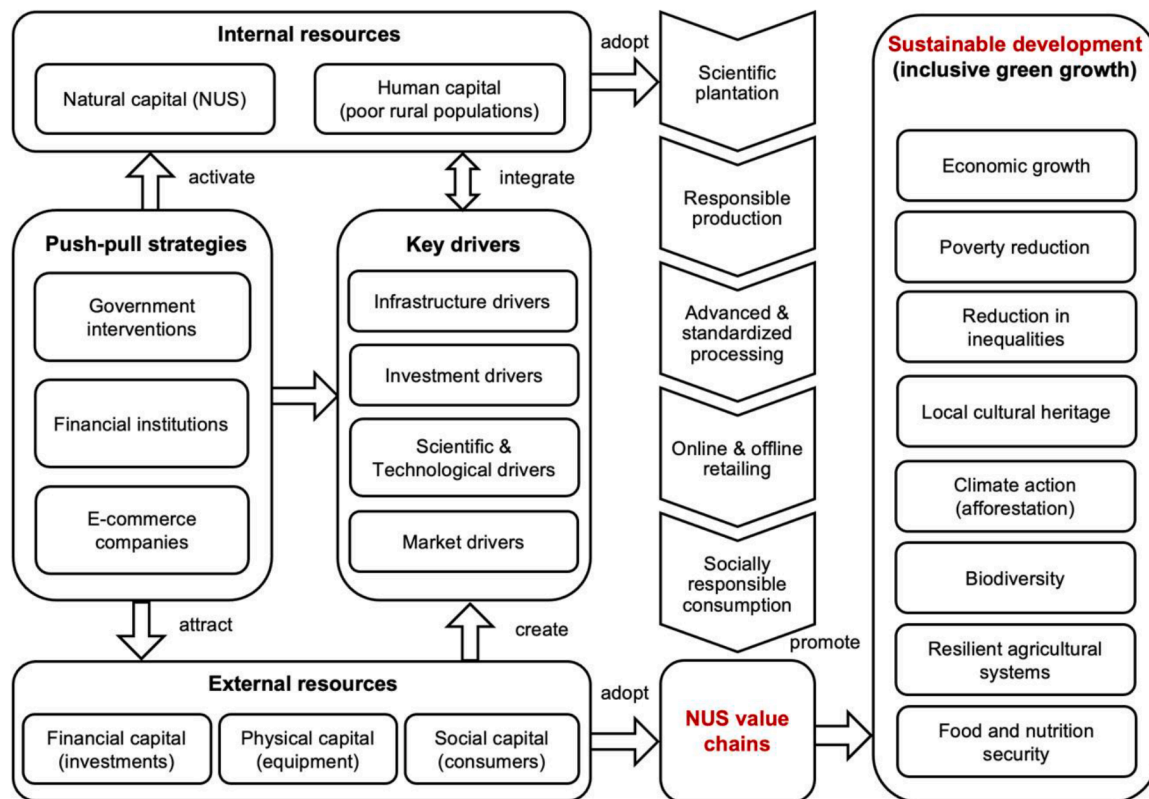 Internal resources
Natural capital (NUS)
Human capital
(poor rural populations)
adopt
activate
integrate
Push-pull strategies
Government
interventions
Financial institutions
E-commerce
companies
Key drivers
Infrastructure drivers
Investment drivers
Scientific &
Technological drivers
Market drivers
attract
create
External resources
Financial capital
(investments)
Physical capital
(equipment)
Social capital
(consumers)
adopt
Scientific
plantation
Responsible
production
Advanced &
standardized
processing
Online & offline
retailing
Socially
responsible
consumption
NUS value
chains
promote
Sustainable development
(inclusive green growth)
Economic growth
Poverty reduction
Reduction in
inequalities
Local cultural heritage
Climate action
(afforestation)
Biodiversity
Resilient agricultural
systems
Food and nutrition
security